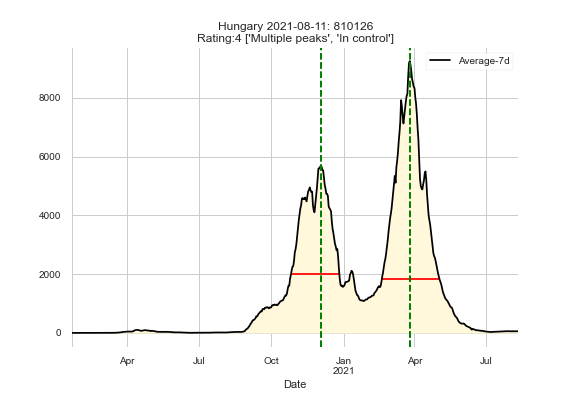 Hungary 2021-08-11: 810126
Rating:4 ['Multiple peaks', 'In control']
Average-7d
8000
6000
4000
2000
0
Apr
Jul
Oct
Jan
2021
Apr
Jul
Date